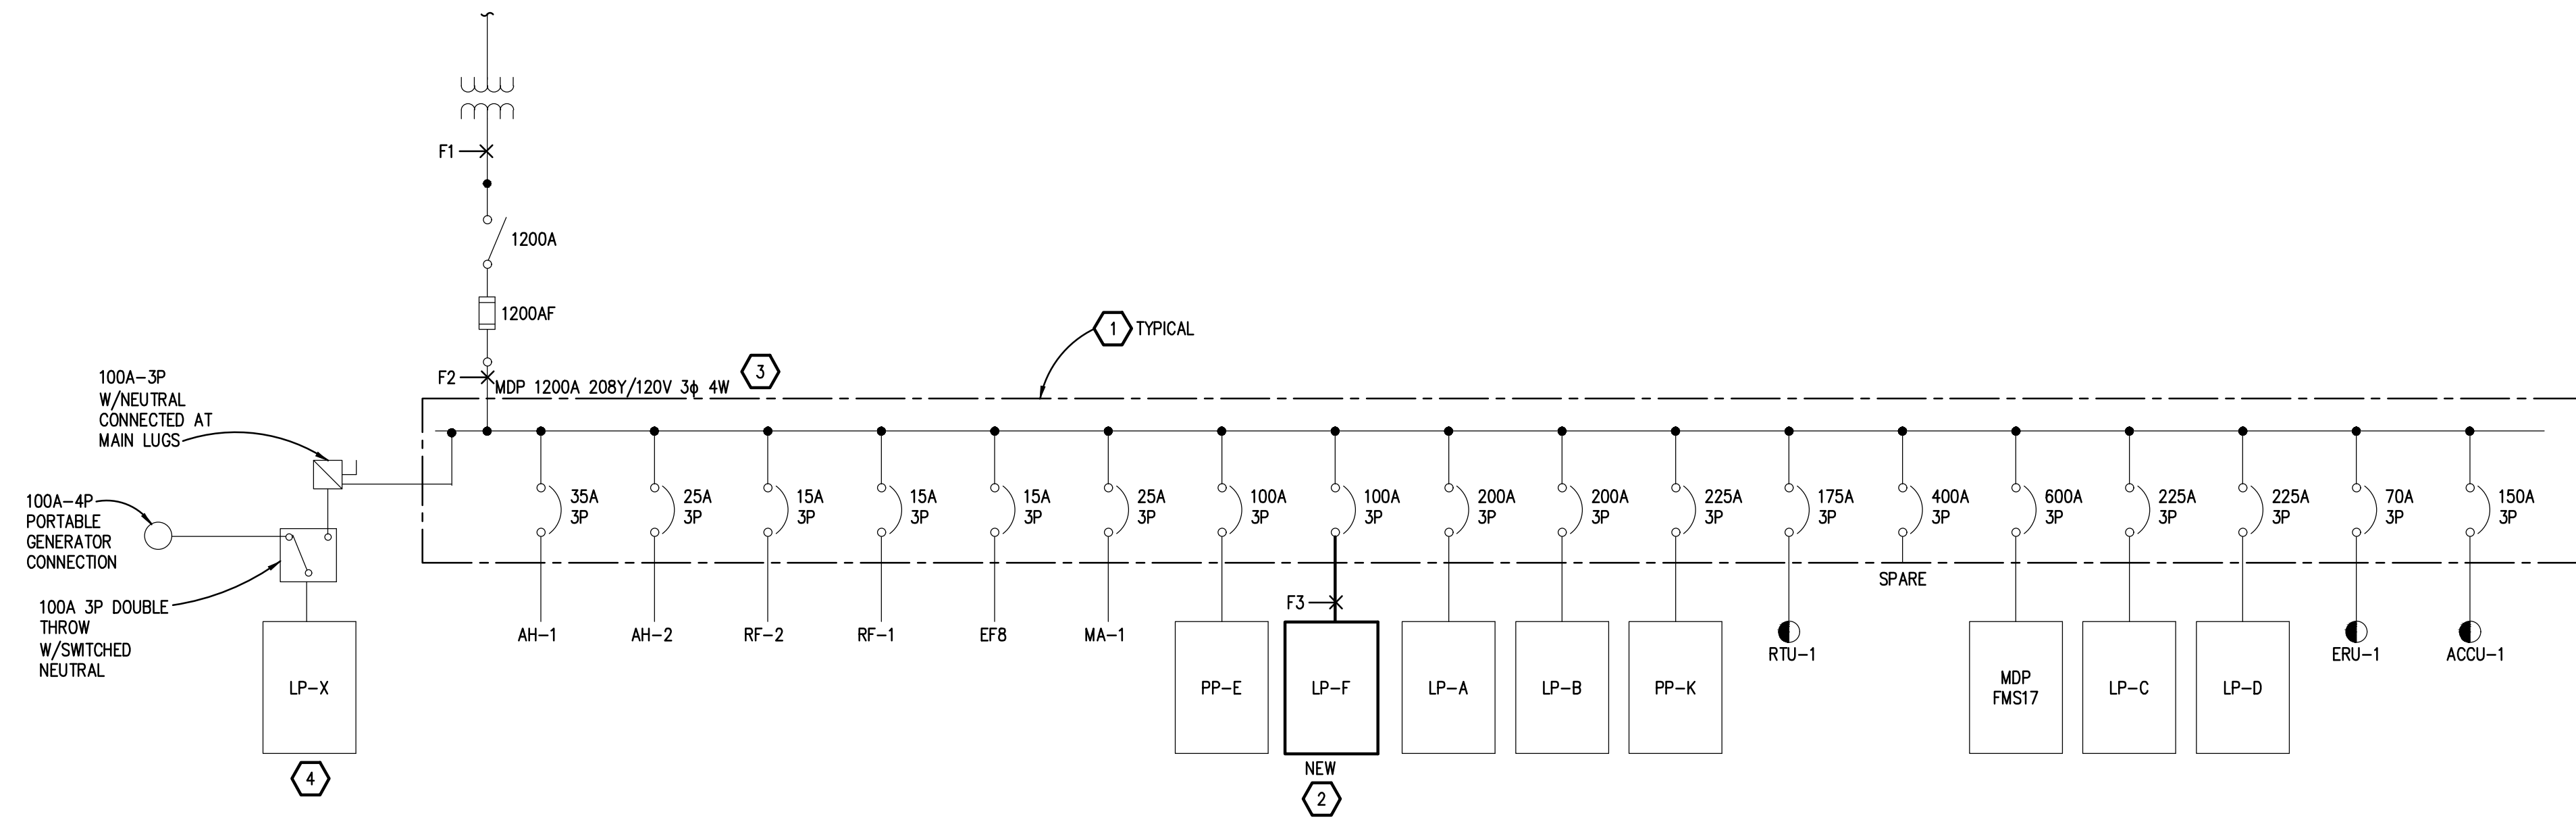 F1
1200A
1200AF
F2
MDP 1200A 208Y/120V 3ϕ 4W
3
1 TYPICAL
100A-3P
W/NEUTRAL
CONNECTED AT
MAIN LUGS
100A-4P
PORTABLE
GENERATOR
CONNECTION
100A 3P DOUBLE
THROW
W/SWITCHED
NEUTRAL
LP-X
4
35A
3P
25A
3P
15A
3P
15A
3P
15A
3P
25A
3P
100A
3P
100A
3P
200A
3P
200A
3P
225A
3P
175A
3P
400A
3P
600A
3P
225A
3P
225A
3P
70A
3P
150A
3P
SPARE
F3
AH-1
AH-2
RF-2
RF-1
EF8
MA-1
PP-E
LP-F
NEW
2
LP-A
LP-B
PP-K
RTU-1
MDP
FMS17
LP-C
LP-D
ERU-1
ACCU-1